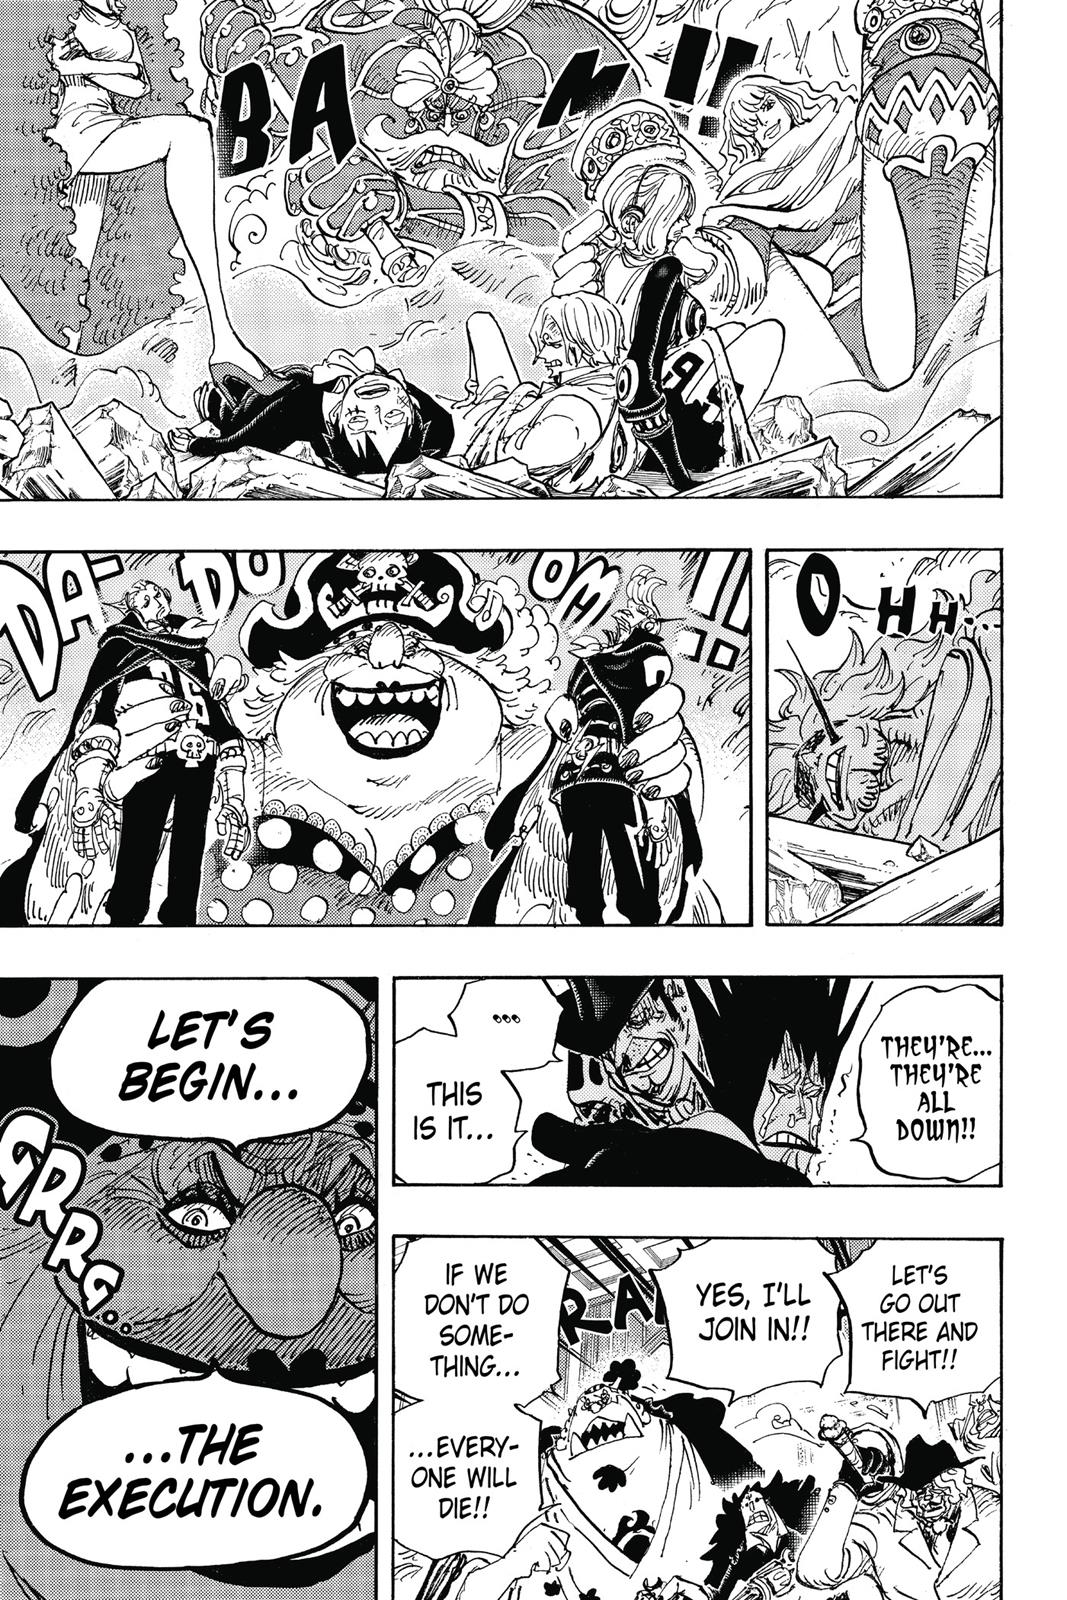 BAM!!
OHH...
DA-DOOM!!
THEY'RE...
THEY'RE
ALL
DOWN!!
...
THIS
IS IT...
LET'S
GO OUT
THERE AND
FIGHT!!
YES, I'LL
JOIN IN!!
IF WE
DON'T DO
SOME-
THING...
...EVERY-
ONE WILL
DIE!!
LET'S
BEGIN...
GRRG...
...THE
EXECUTION.